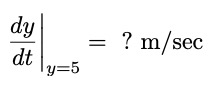 dy/dt |_{y=5} = ? m/sec